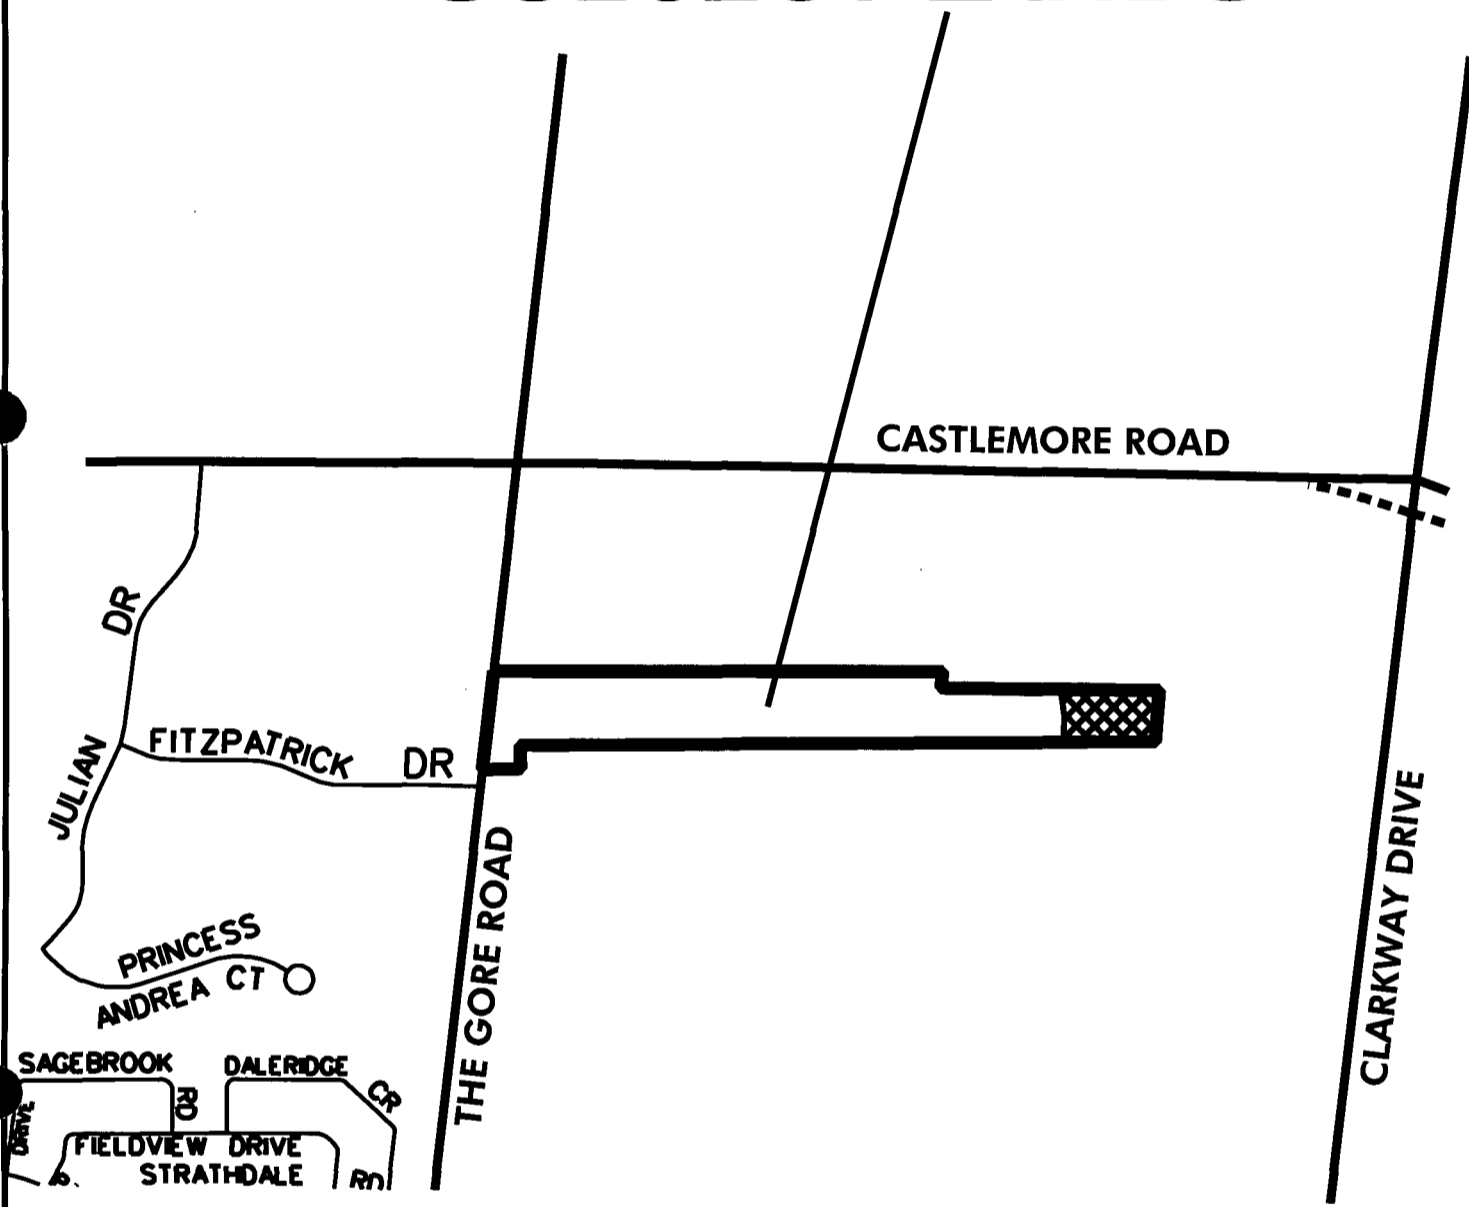 CASTLEMORE ROAD
DR
FITZPATRICK DR
JULIAN
THE GORE ROAD
CLARKWAY DRIVE
PRINCESS
ANDREA CT
SAGEBROOK
RD
DALERIDGE
CR
DRIVE
FIELDVIEW DRIVE
STRATHDALE
RD